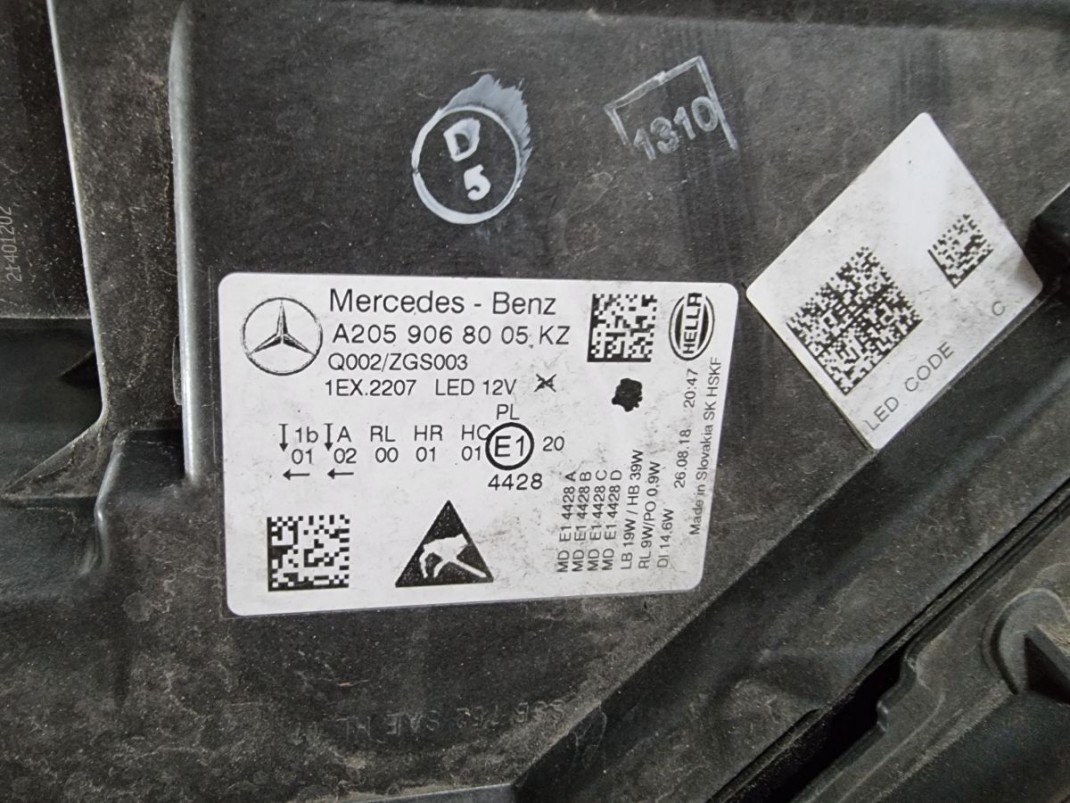 21401202
D
5
1310
Mercedes - Benz
A205 906 80 05 KZ
Q002/ZGS003
1EX.2207 LED 12V
HELLA
PL
1b A RL HR HC E1 20
01 02 00 01 01
4428
MD E1 4428 A
MD E1 4428 B
MD E1 4428 C
MD E1 4428 D
LB 19W / HB 39W
RL 9W/PO 0.9W
DI 14.6W
26.08.18 20:47
Made in Slovakia SK HSKF
LED CODE C
SAE